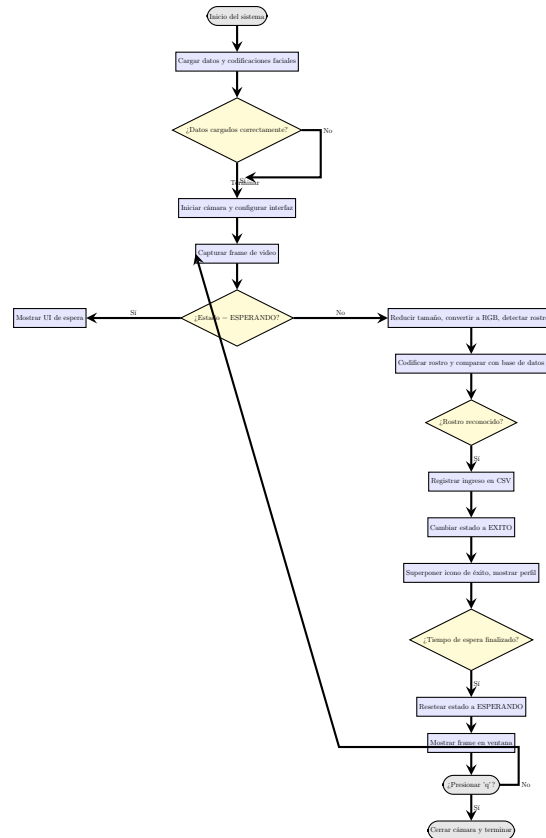 Inicio del sistema
Cargar datos y codificaciones faciales
¿Datos cargados correctamente?
No
Sí
Terminar
Iniciar cámara y configurar interfaz
Capturar frame de video
¿Estado = ESPERANDO?
Sí
No
Mostrar UI de espera
Reducir tamaño, convertir a RGB, detectar rostro
Codificar rostro y comparar con base de datos
¿Rostro reconocido?
Sí
Registrar ingreso en CSV
Cambiar estado a EXITO
Superponer icono de éxito, mostrar perfil
¿Tiempo de espera finalizado?
Sí
Resetear estado a ESPERANDO
Mostrar frame en ventana
¿Presionar 'q'?
No
Sí
Cerrar cámara y terminar